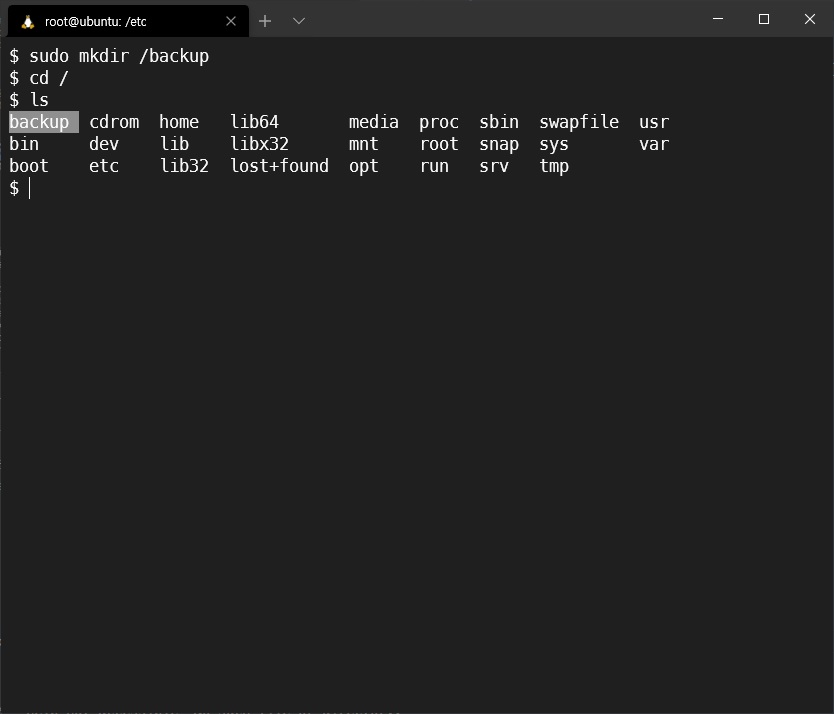 root@ubuntu: /etc
$ sudo mkdir /backup
$ cd /
$ ls
backup cdrom home lib64 media proc sbin swapfile usr
bin dev lib libx32 mnt root snap sys var
boot etc lib32 lost+found opt run srv tmp
$